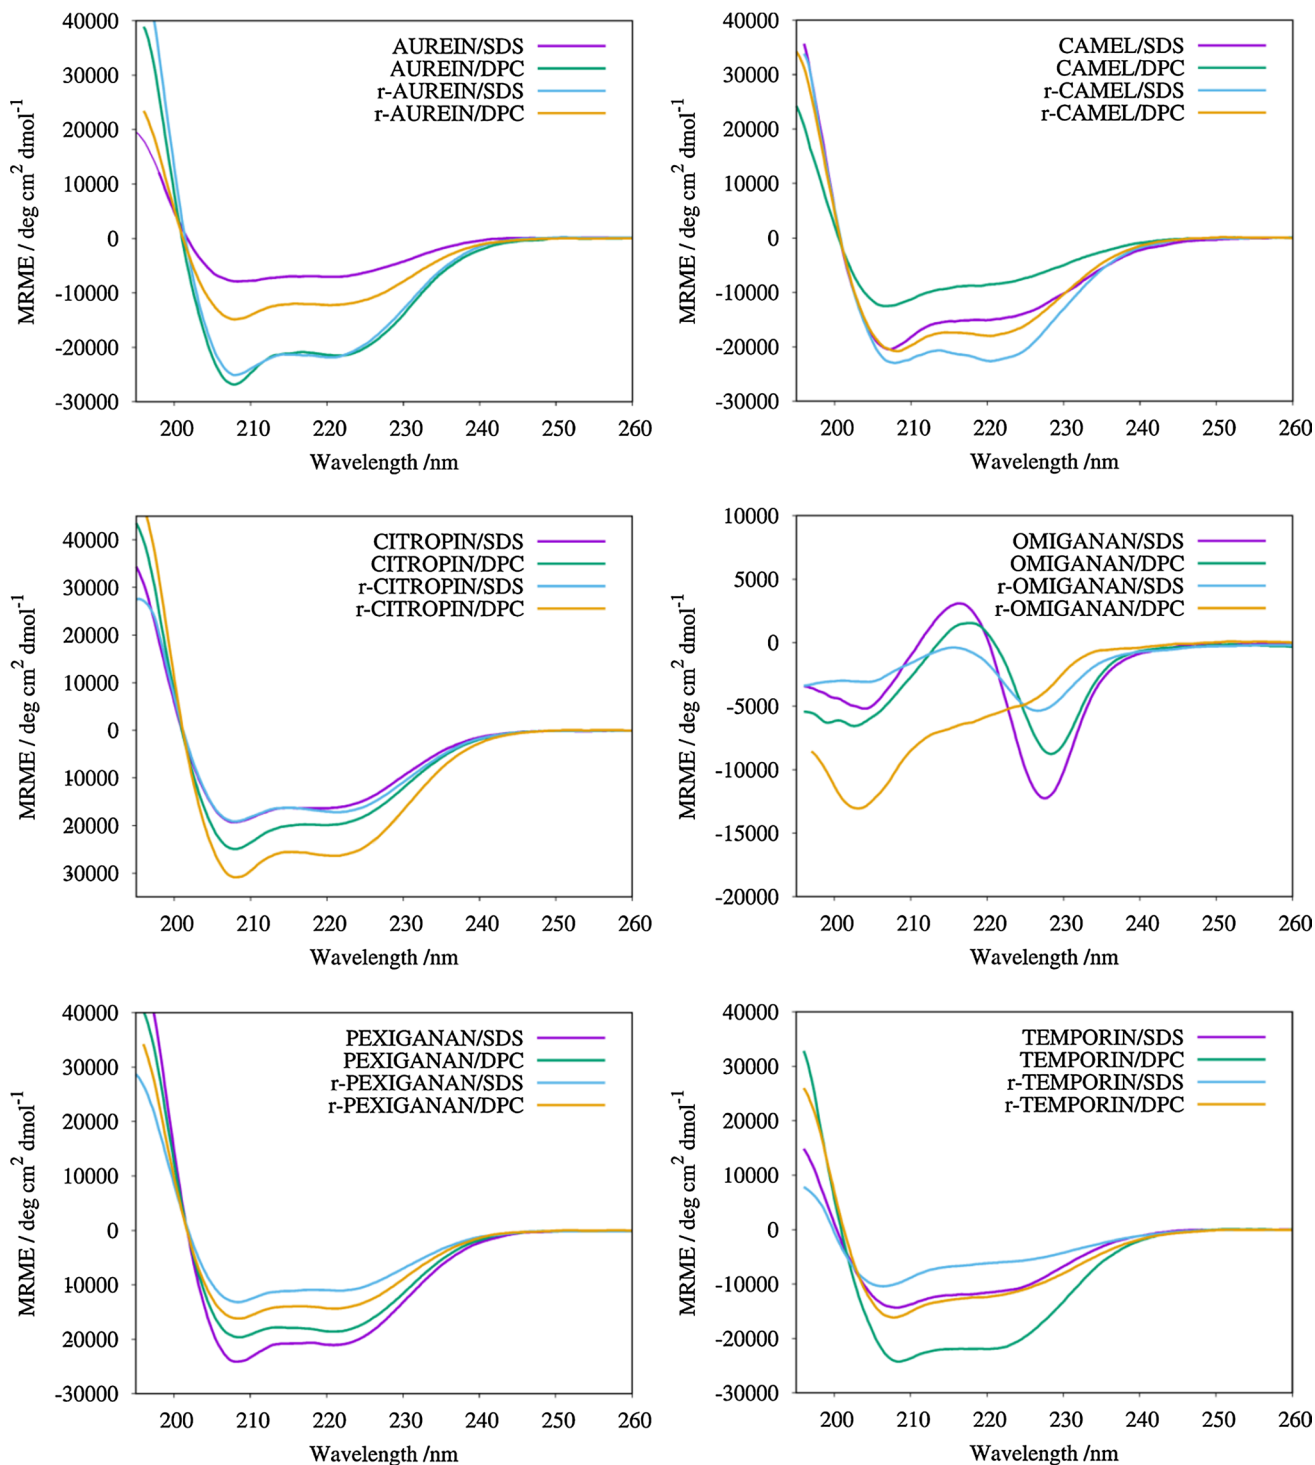 40000
30000
20000
10000
0
-10000
-20000
-30000
MRME / deg cm² dmol⁻¹
AUREIN/SDS
AUREIN/DPC
r-AUREIN/SDS
r-AUREIN/DPC
200 210 220 230 240 250 260
Wavelength /nm
40000
30000
20000
10000
0
-10000
-20000
-30000
MRME / deg cm² dmol⁻¹
CAMEL/SDS
CAMEL/DPC
r-CAMEL/SDS
r-CAMEL/DPC
200 210 220 230 240 250 260
Wavelength /nm
40000
30000
20000
10000
0
10000
20000
30000
MRME / deg cm² dmol⁻¹
CITROPIN/SDS
CITROPIN/DPC
r-CITROPIN/SDS
r-CITROPIN/DPC
200 210 220 230 240 250 260
Wavelength /nm
10000
5000
0
-5000
-10000
-15000
-20000
MRME / deg cm² dmol⁻¹
OMIGANAN/SDS
OMIGANAN/DPC
r-OMIGANAN/SDS
r-OMIGANAN/DPC
200 210 220 230 240 250 260
Wavelength /nm
40000
30000
20000
10000
0
10000
20000
-30000
MRME / deg cm² dmol⁻¹
PEXIGANAN/SDS
PEXIGANAN/DPC
r-PEXIGANAN/SDS
r-PEXIGANAN/DPC
200 210 220 230 240 250 260
Wavelength /nm
40000
30000
20000
10000
0
-10000
-20000
-30000
MRME / deg cm² dmol⁻¹
TEMPORIN/SDS
TEMPORIN/DPC
r-TEMPORIN/SDS
r-TEMPORIN/DPC
200 210 220 230 240 250 260
Wavelength /nm